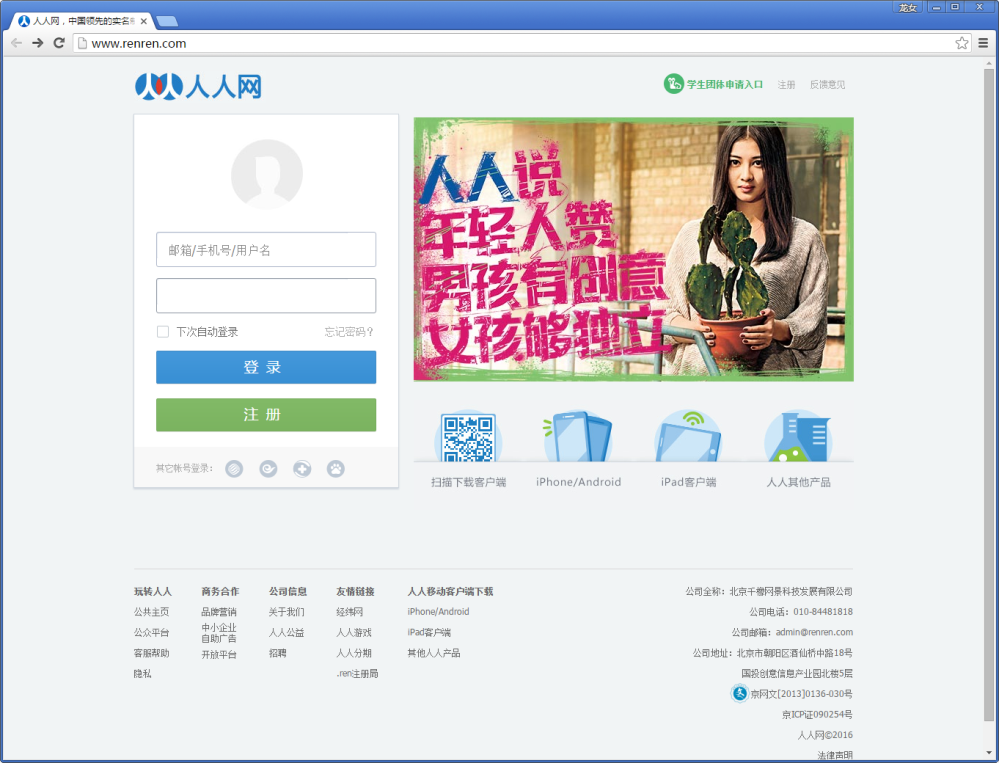 龙女
人人网，中国领先的实名
www.renren.com
人人网
学生团体申请入口 注册 反馈意见
人人说
年轻人赞
男孩有创意
女孩够独立
邮箱/手机号/用户名
下次自动登录 忘记密码？
登 录
注 册
其它帐号登录：
扫描下载客户端 iPhone/Android iPad客户端 人人其他产品
玩转人人
公共主页
公众平台
客服帮助
隐私
商务合作
品牌营销
中小企业
自助广告
开放平台
公司信息
关于我们
人人公益
招聘
友情链接
经纬网
人人游戏
人人分期
.ren注册局
人人移动客户端下载
iPhone/Android
iPad客户端
其他人人产品
公司全称：北京千橡网景科技发展有限公司
公司电话：010-84481818
公司邮箱：admin@renren.com
公司地址：北京市朝阳区酒仙桥中路18号
国投创意信息产业园北楼5层
京网文[2013]0136-030号
京ICP证090254号
人人网©2016
法律声明